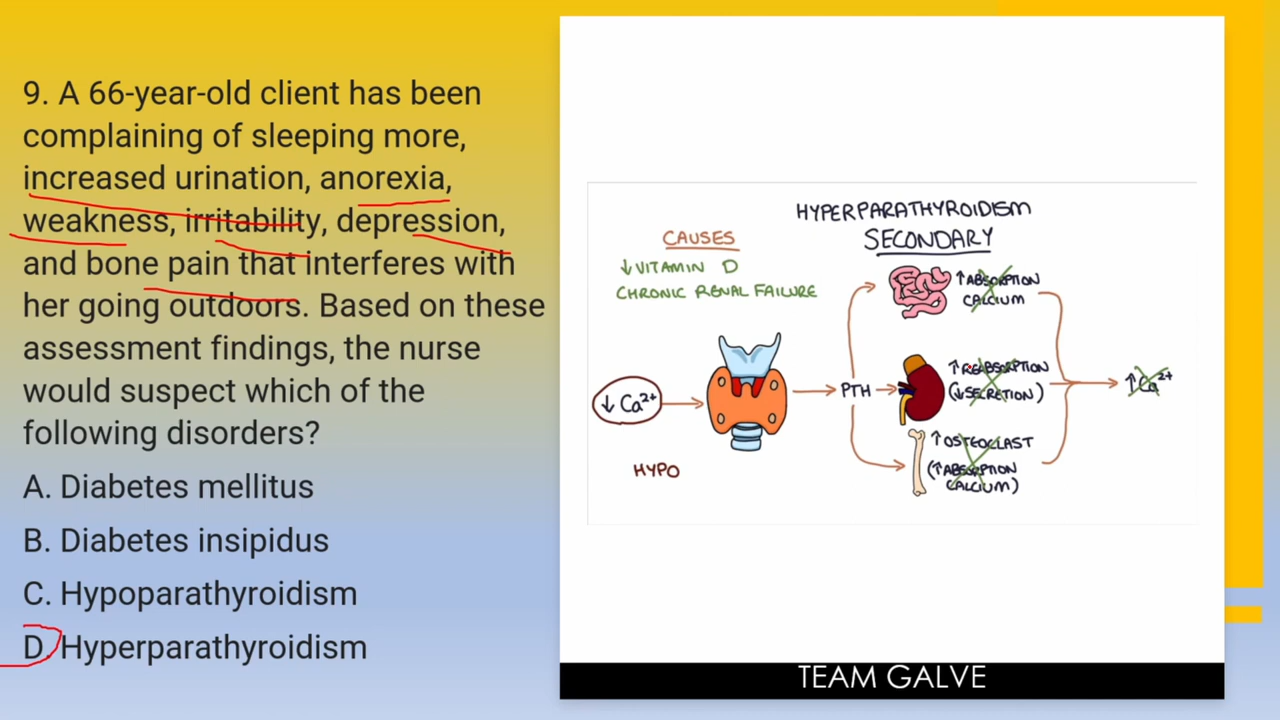 9. A 66-year-old client has been
complaining of sleeping more,
increased urination, anorexia,
weakness, irritability, depression,
and bone pain that interferes with
her going outdoors. Based on these
assessment findings, the nurse
would suspect which of the
following disorders?
A. Diabetes mellitus
B. Diabetes insipidus
C. Hypoparathyroidism
D. Hyperparathyroidism
HYPERPARATHYROIDISM
SECONDARY
CAUSES
↓ VITAMIN D
CHRONIC RENAL FAILURE
↑ ABSORPTION
CALCIUM
↓ Ca²⁺
PTH
↑ REABSORPTION
(↓ SECRETION)
↑ Ca²⁺
HYPO
↑ OSTEOCLAST
(↑ ABSORPTION
CALCIUM)
TEAM GALVE